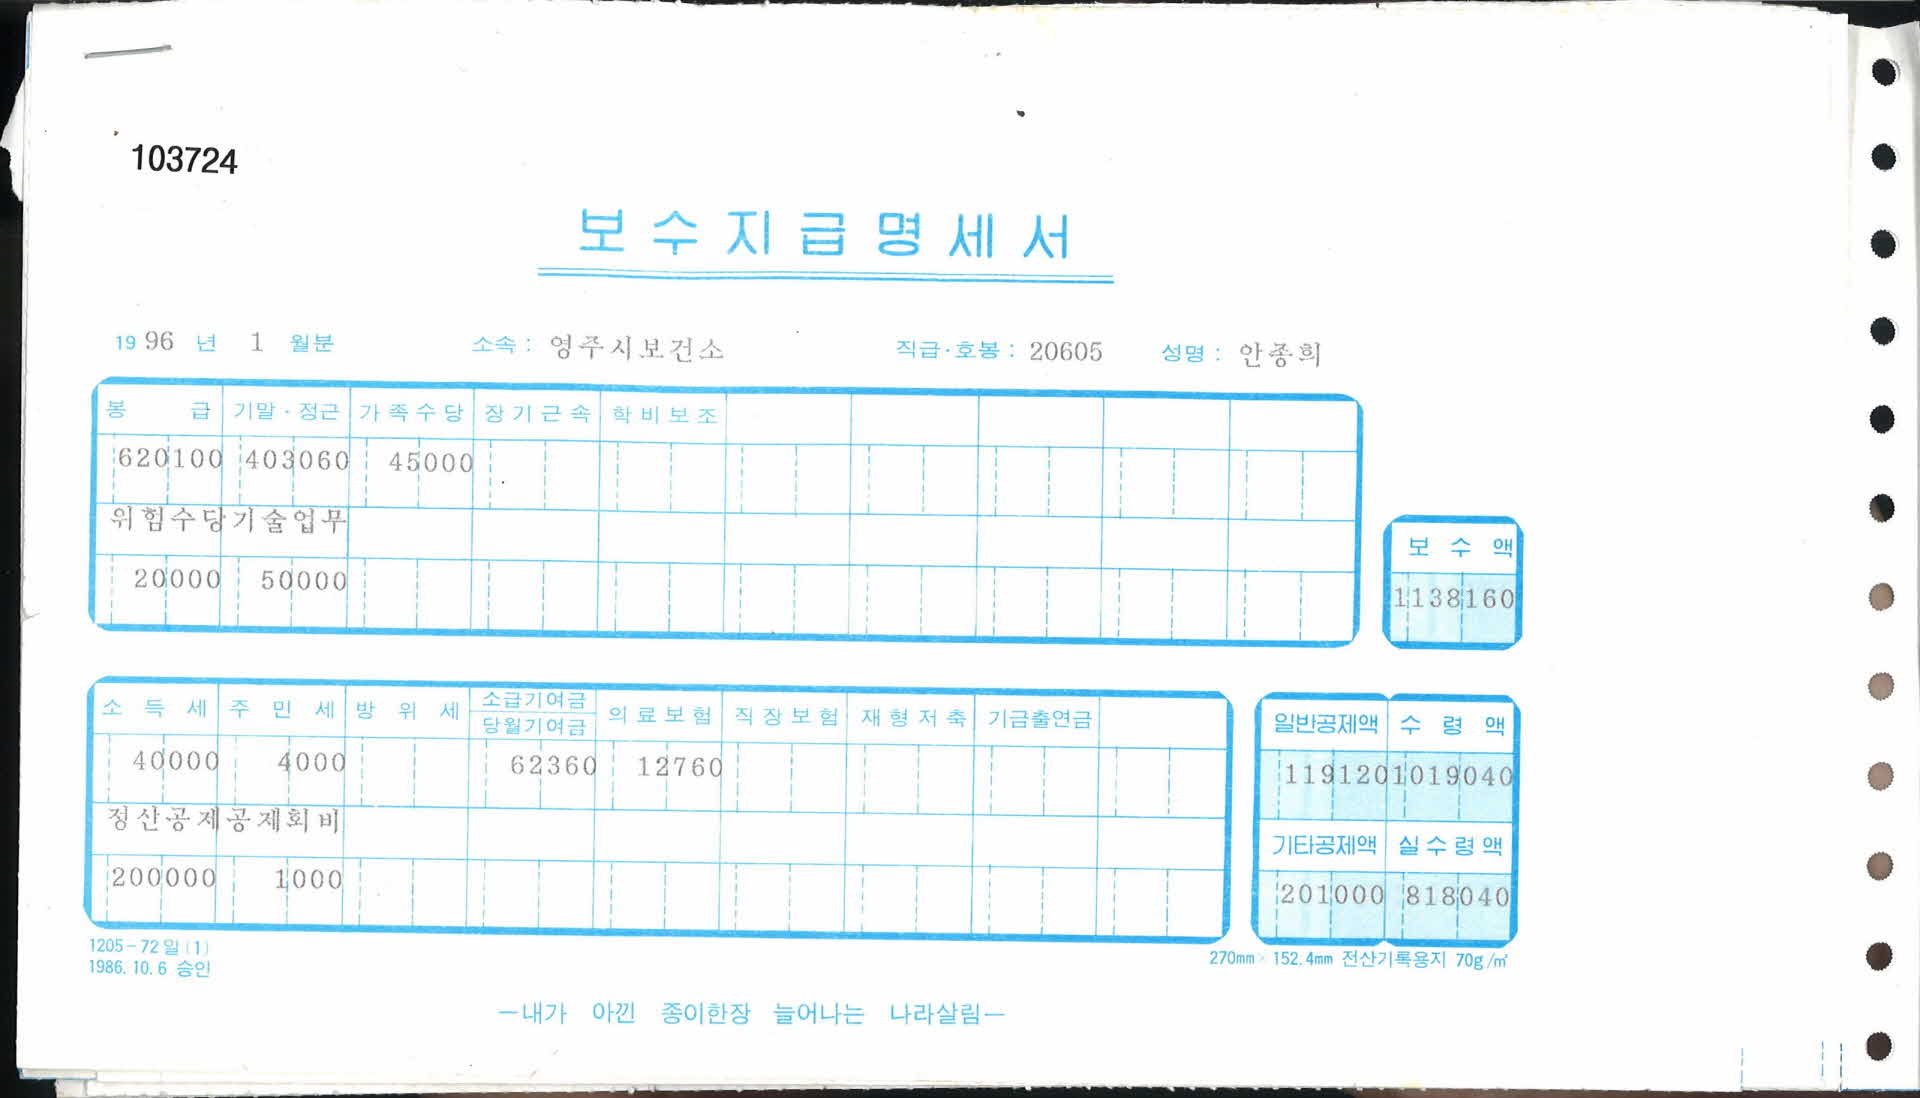 103724
보수지급명세서
1996 년 1 월분 소속 : 영주시보건소 직급·호봉 : 20605 성명 : 안종희
봉 급 기말·정근 가족수당 장기근속 학비보조
620100 403060 45000
위험수당 기술업무
20000 50000
보 수 액
1138160
소 득 세 주 민 세 방 위 세 소급기여금 당월기여금 의료보험 직장보험 재형저축 기금출연금
40000 4000 62360 12760
정산공제 공제회비
200000 1000
일반공제액 수 령 액
119120 1019040
기타공제액 실수령액
201000 818040
1205-72일(1)
1986. 10. 6 승인
270mm× 152.4mm 전산기록용지 70g/㎡
—내가 아낀 종이한장 늘어나는 나라살림—